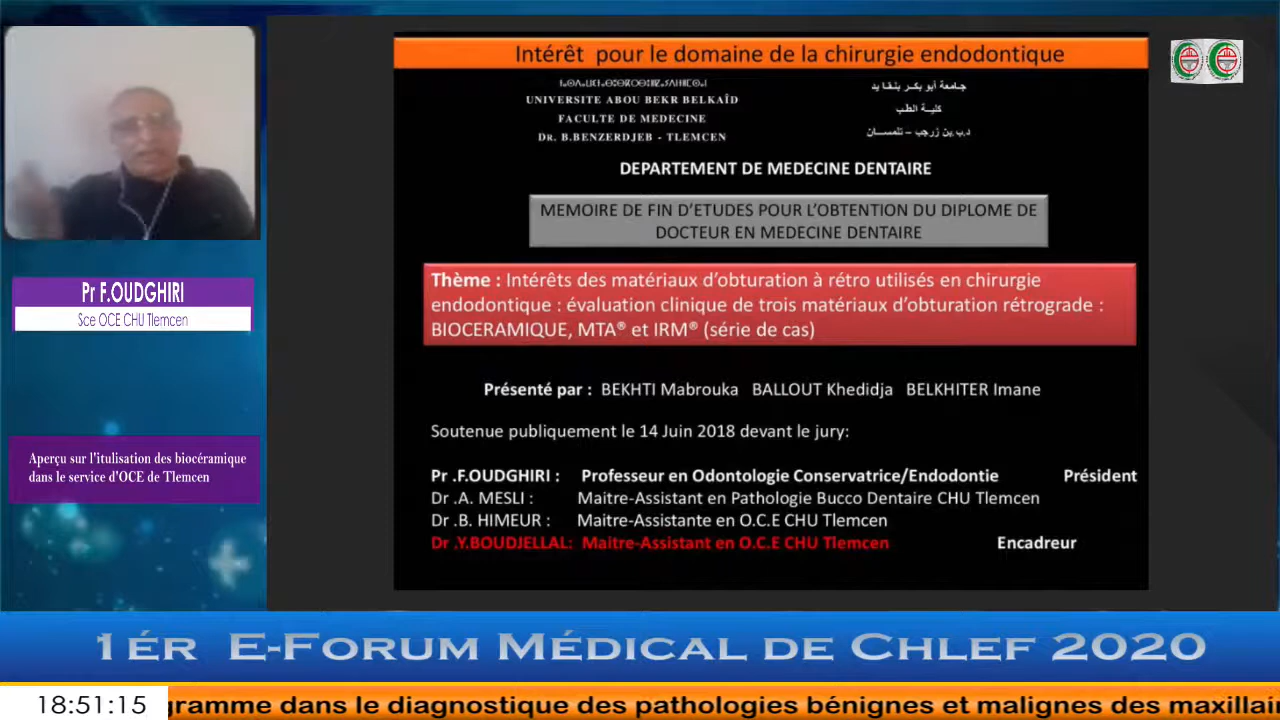 Intérêt pour le domaine de la chirurgie endodontique
UNIVERSITE ABOU BEKR BELKAÏD
FACULTE DE MEDECINE
DR. B.BENZERDJEB - TLEMCEN
جامعة أبو بكر بلقايد
كلية الطب
د.ب.بن زرجب – تلمسان
DEPARTEMENT DE MEDECINE DENTAIRE
MEMOIRE DE FIN D'ETUDES POUR L'OBTENTION DU DIPLOME DE
DOCTEUR EN MEDECINE DENTAIRE
Thème : Intérêts des matériaux d'obturation à rétro utilisés en chirurgie
endodontique : évaluation clinique de trois matériaux d'obturation rétrograde :
BIOCERAMIQUE, MTA® et IRM® (série de cas)
Présenté par : BEKHTI Mabrouka BALLOUT Khedidja BELKHITER Imane
Soutenue publiquement le 14 Juin 2018 devant le jury:
Pr .F.OUDGHIRI : Professeur en Odontologie Conservatrice/Endodontie Président
Dr .A. MESLI : Maitre-Assistant en Pathologie Bucco Dentaire CHU Tlemcen
Dr .B. HIMEUR : Maitre-Assistante en O.C.E CHU Tlemcen
Dr .Y.BOUDJELLAL: Maitre-Assistant en O.C.E CHU Tlemcen Encadreur
Pr F.OUDGHIRI
Sce OCE CHU Tlemcen
Aperçu sur l'itulisation des biocéramique
dans le service d'OCE de Tlemcen
1ér E-Forum Médical de Chlef 2020
18:51:15
gramme dans le diagnostique des pathologies bénignes et malignes des maxillai